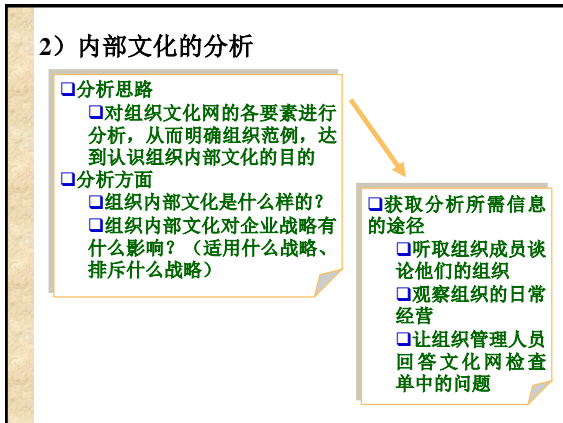 2）内部文化的分析
❑分析思路
❑对组织文化网的各要素进行
分析，从而明确组织范例，达
到认识组织内部文化的目的
❑分析方面
❑组织内部文化是什么样的？
❑组织内部文化对企业战略有
什么影响？（适用什么战略、
排斥什么战略）
❑获取分析所需信息
的途径
❑听取组织成员谈
论他们的组织
❑观察组织的日常
经营
❑让组织管理人员
回答文化网检查
单中的问题